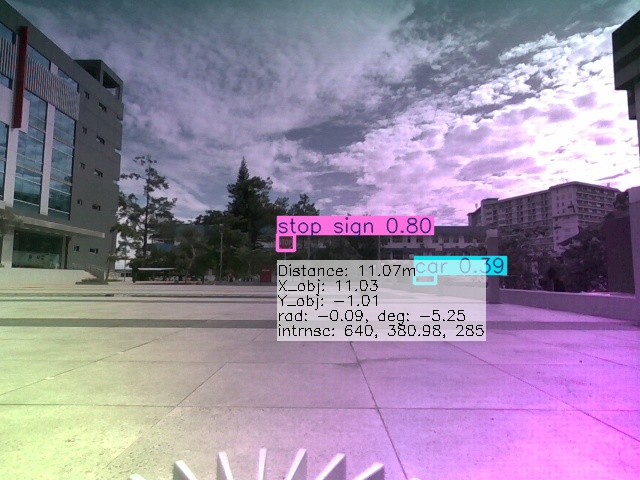 stop sign 0.80
car 0.39
Distance: 11.07m
X_obj: 11.03
Y_obj: -1.01
rad: -0.09, deg: -5.25
intrnsc: 640, 380.98, 285